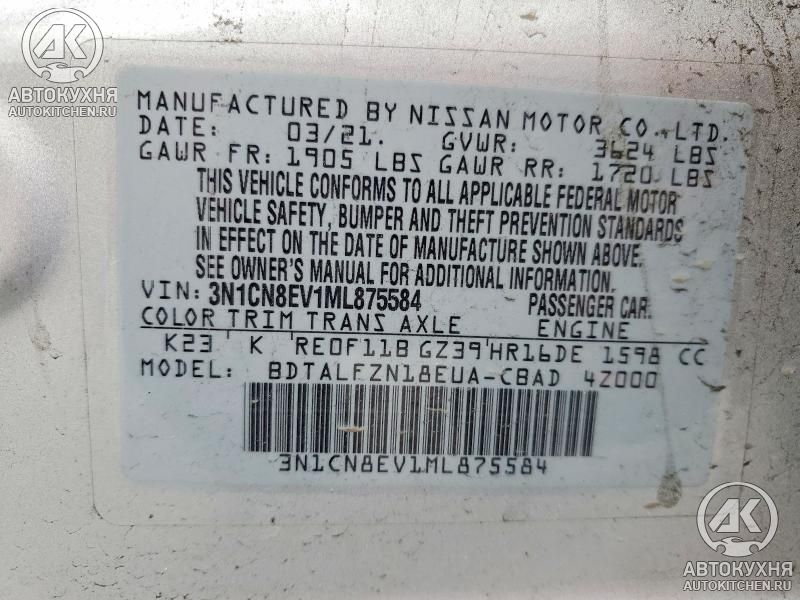 AK
АВТОКУХНЯ
AUTOKITCHEN.RU
MANUFACTURED BY NISSAN MOTOR CO., LTD.
DATE: 03/21. GVWR: 3624 LBS
GAWR FR: 1905 LBS GAWR RR: 1720 LBS
THIS VEHICLE CONFORMS TO ALL APPLICABLE FEDERAL MOTOR
VEHICLE SAFETY, BUMPER AND THEFT PREVENTION STANDARDS
IN EFFECT ON THE DATE OF MANUFACTURE SHOWN ABOVE.
SEE OWNER'S MANUAL FOR ADDITIONAL INFORMATION.
VIN: 3N1CN8EV1ML875584 PASSENGER CAR.
COLOR TRIM TRANS AXLE ENGINE
K23 K RE0F11B GZ39 HR16DE 1598 CC
MODEL: BDTALFZN18EUA-CBAD 4Z000
3N1CN8EV1ML875584
AK
АВТОКУХНЯ
AUTOKITCHEN.RU